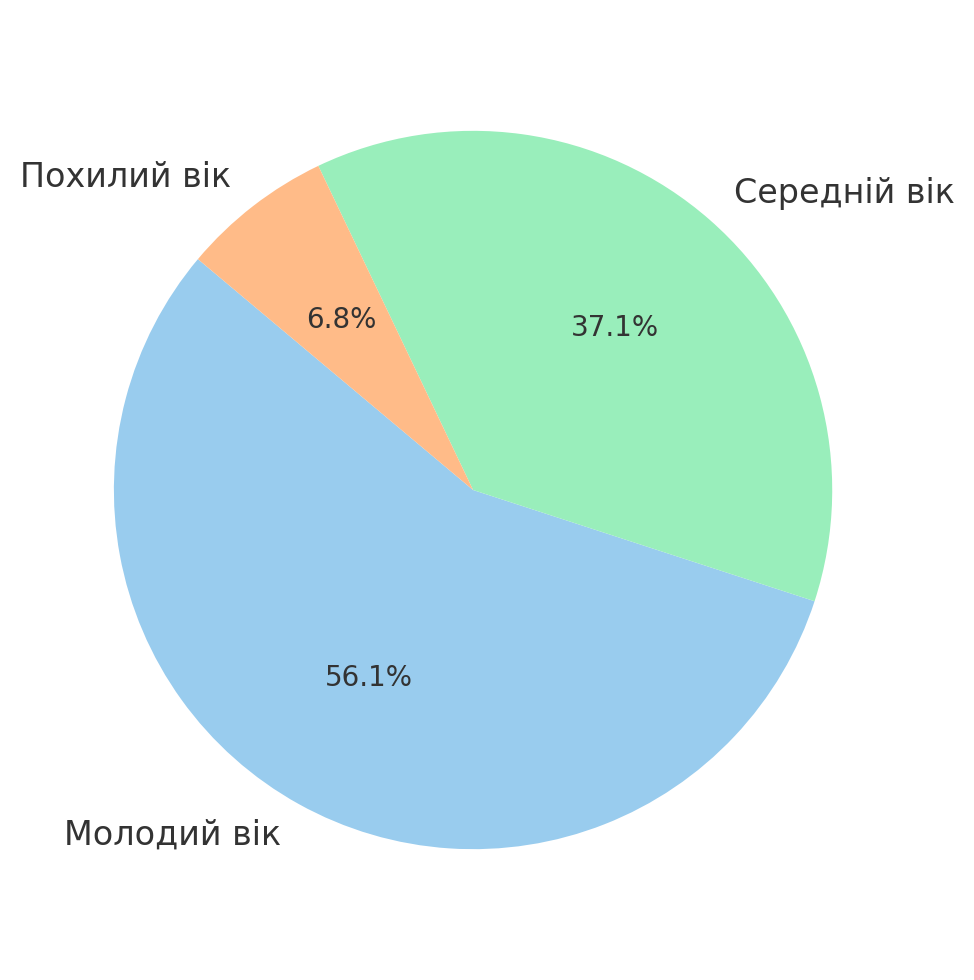 Похилий вік
Середній вік
6.8%
37.1%
56.1%
Молодий вік